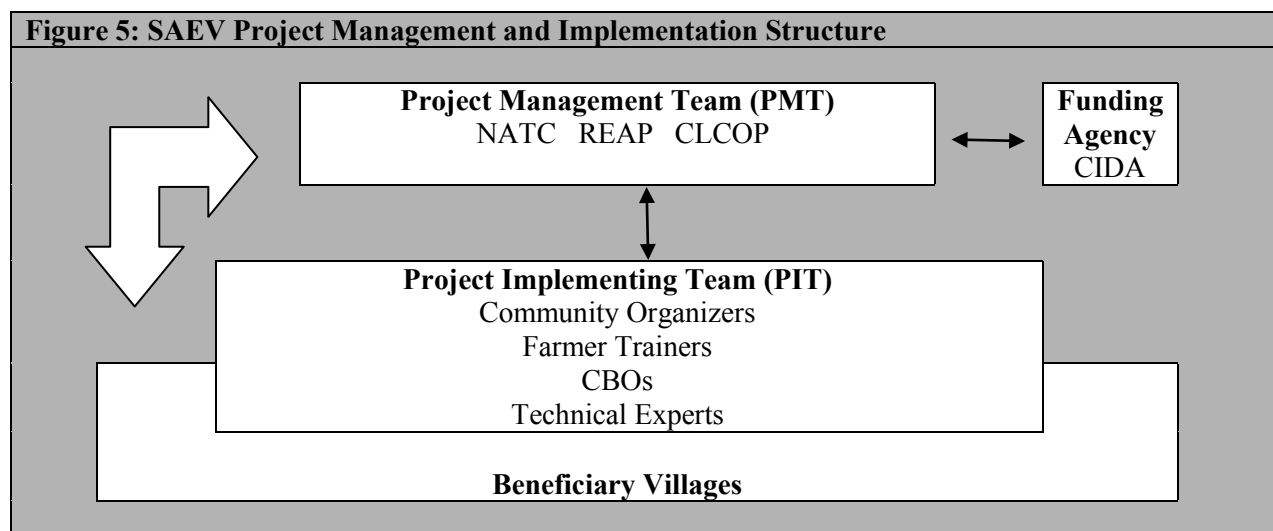 Figure 5: SAEV Project Management and Implementation Structure
Project Management Team (PMT)
NATC REAP CLCOP
Funding
Agency
CIDA
Project Implementing Team (PIT)
Community Organizers
Farmer Trainers
CBOs
Technical Experts
Beneficiary Villages